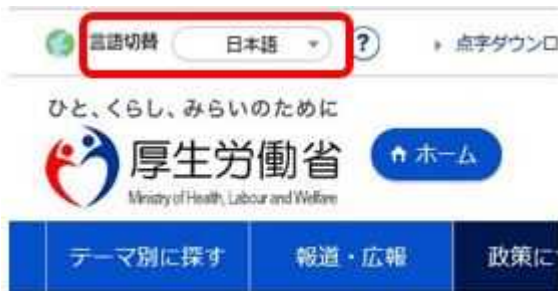 言語切替 日本語 ? 点字ダウンロ
ひと、くらし、みらいのために
厚生労働省 ホーム
Ministry of Health, Labour and Welfare
テーマ別に探す 報道・広報 政策に